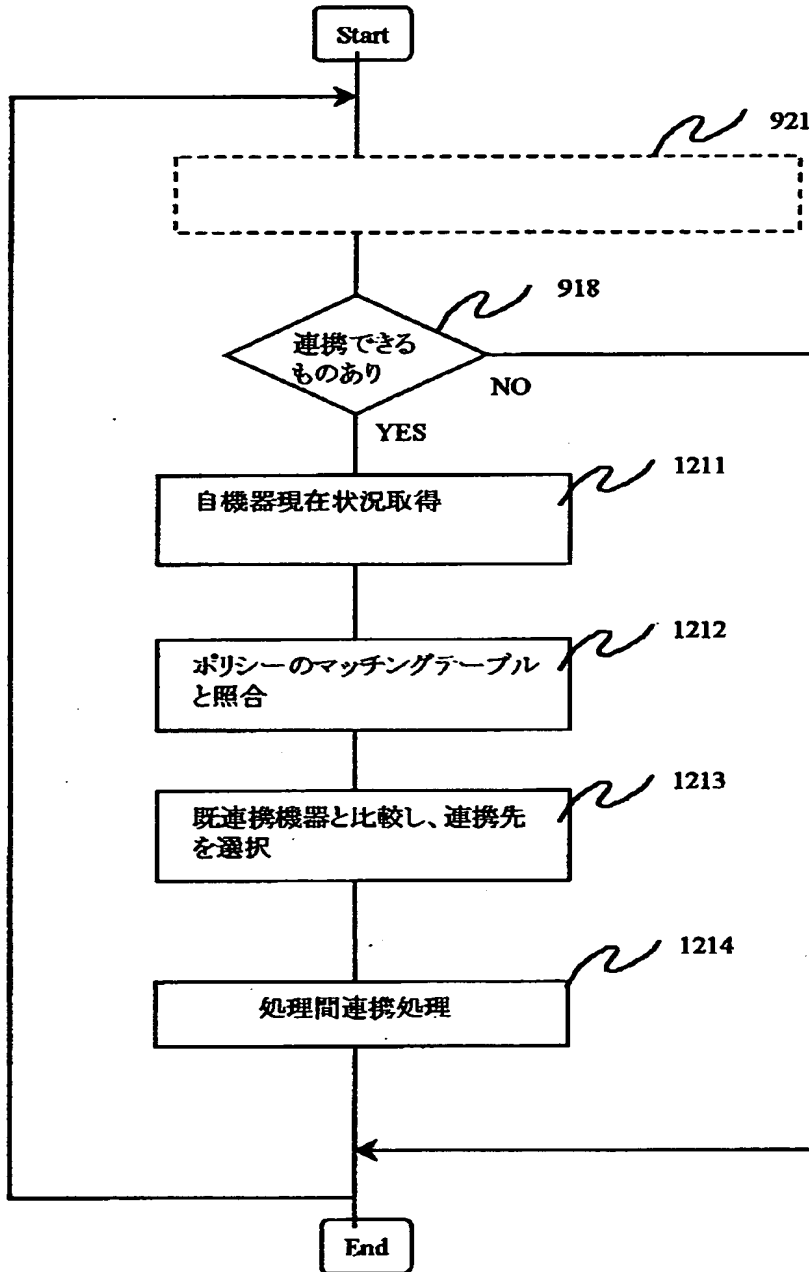 Start
921
918
連携できる
ものあり
NO
YES
1211
自機器現在状況取得
1212
ポリシーのマッチングテーブル
と照合
1213
既連携機器と比較し、連携先
を選択
1214
処理間連携処理
End